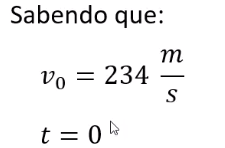 Sabendo que:
v₀ = 234 m/s
t = 0